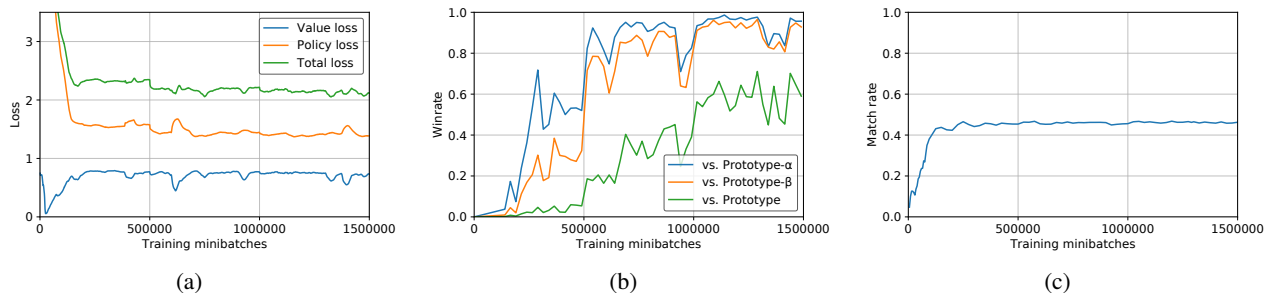 3
2
1
0
Loss
Value loss
Policy loss
Total loss
0
500000
1000000
1500000
Training minibatches
(a)
1.0
0.8
0.6
0.4
0.2
0.0
Winrate
vs. Prototype-α
vs. Prototype-β
vs. Prototype
0
500000
1000000
1500000
Training minibatches
(b)
1.0
0.8
0.6
0.4
0.2
0.0
Match rate
0
500000
1000000
1500000
Training minibatches
(c)